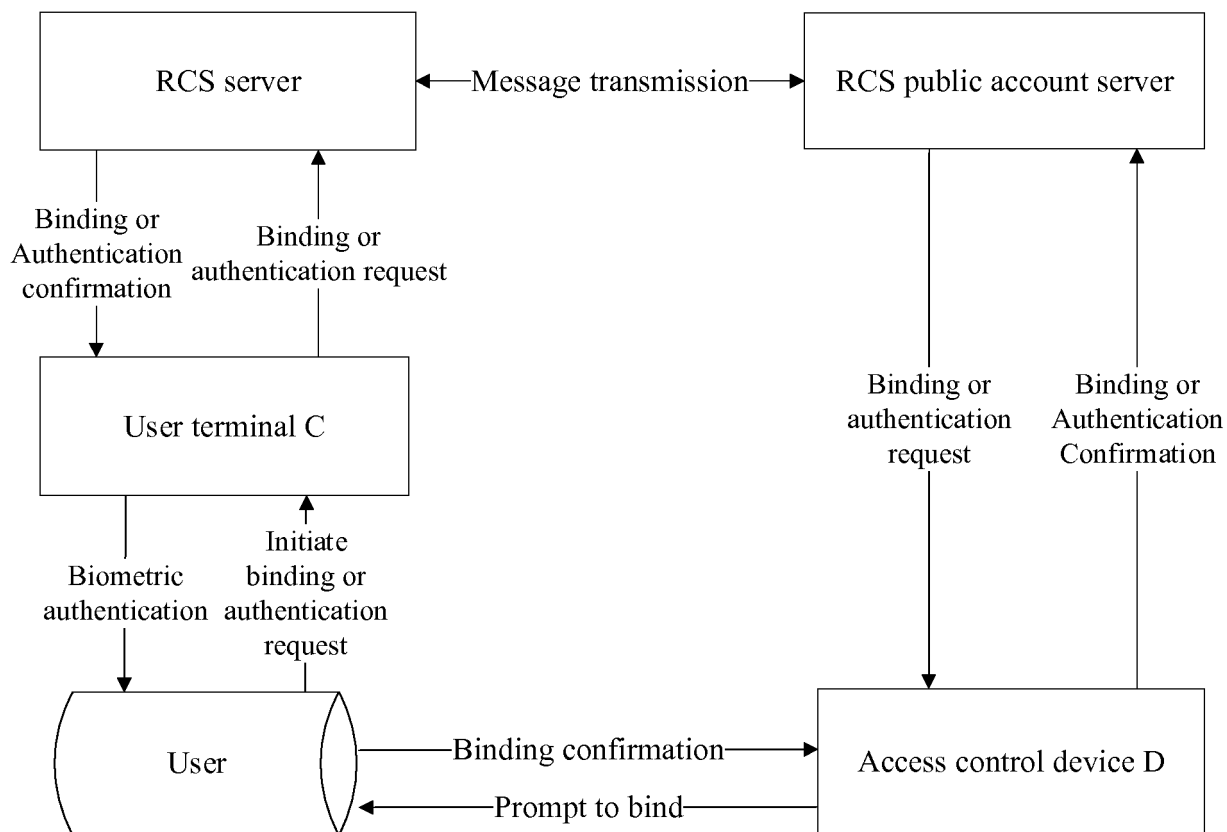 RCS server
Message transmission
RCS public account server
Binding or
Authentication
confirmation
Binding or
authentication request
User terminal C
Binding or
authentication
request
Binding or
Authentication
Confirmation
Biometric
authentication
Initiate
binding or
authentication
request
User
Binding confirmation
Prompt to bind
Access control device D